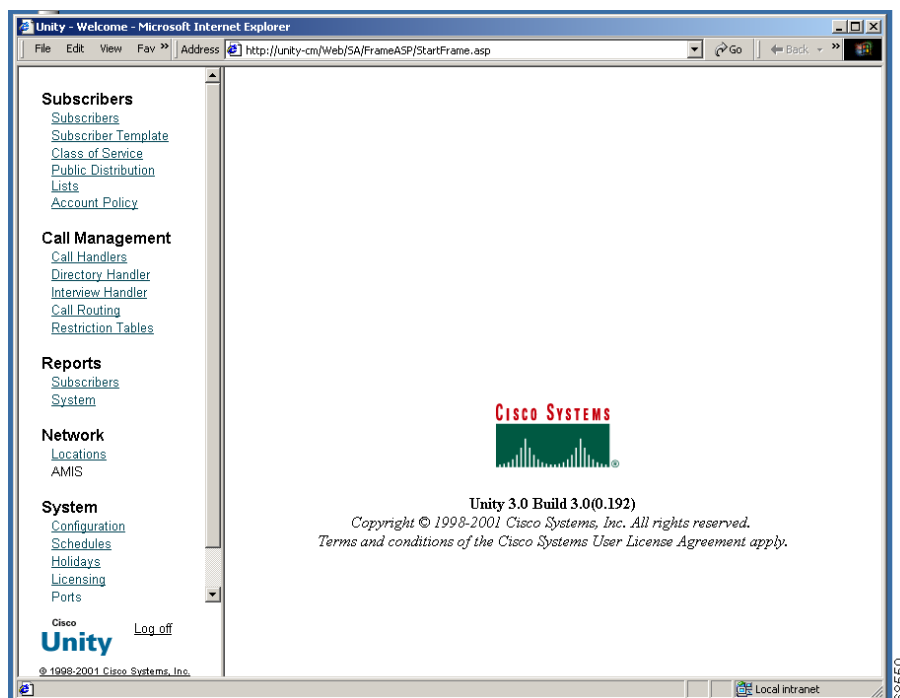 Unity - Welcome - Microsoft Internet Explorer
File Edit View Fav » Address http://unity-cm/Web/SA/FrameASP/StartFrame.asp Go Back »
Subscribers
Subscribers
Subscriber Template
Class of Service
Public Distribution
Lists
Account Policy
Call Management
Call Handlers
Directory Handler
Interview Handler
Call Routing
Restriction Tables
Reports
Subscribers
System
Network
Locations
AMIS
System
Configuration
Schedules
Holidays
Licensing
Ports
Cisco
Unity
Log off
© 1998-2001 Cisco Systems, Inc.
CISCO SYSTEMS
®
Unity 3.0 Build 3.0(0.192)
Copyright © 1998-2001 Cisco Systems, Inc. All rights reserved.
Terms and conditions of the Cisco Systems User License Agreement apply.
Local intranet